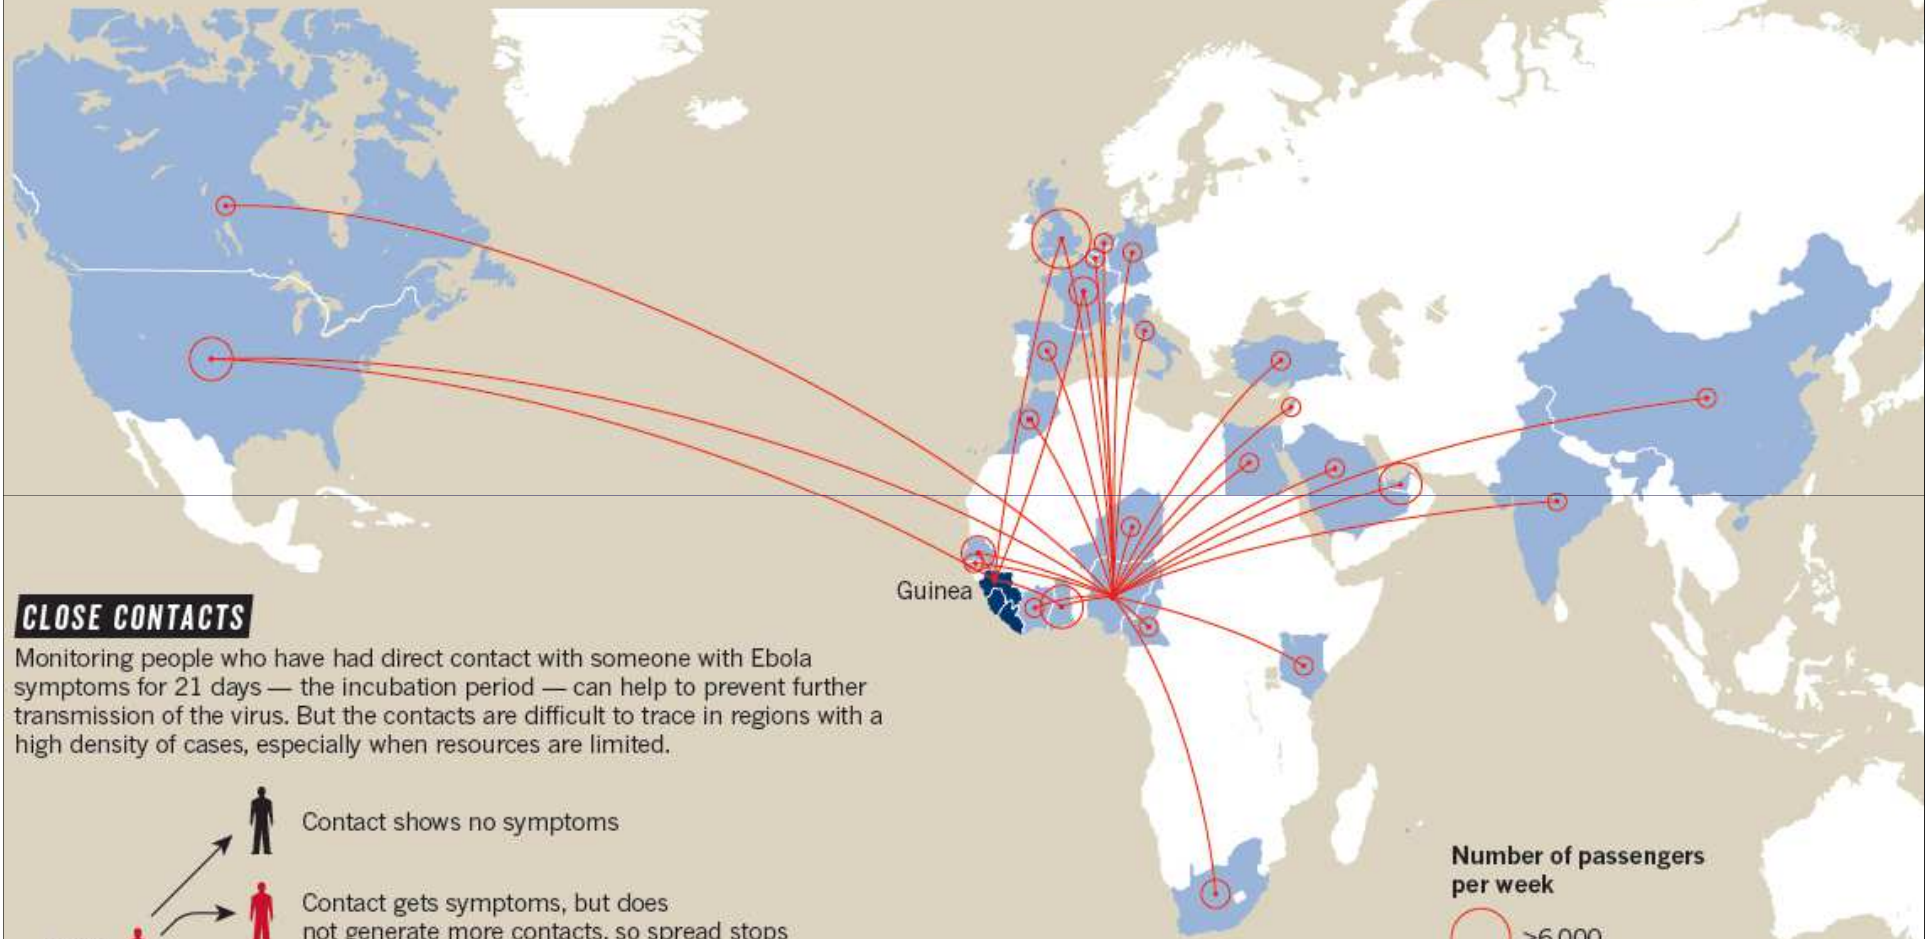 Guinea
CLOSE CONTACTS
Monitoring people who have had direct contact with someone with Ebola
symptoms for 21 days — the incubation period — can help to prevent further
transmission of the virus. But the contacts are difficult to trace in regions with a
high density of cases, especially when resources are limited.
Contact shows no symptoms
Contact gets symptoms, but does
not generate more contacts, so spread stops
Number of passengers
per week
>6,000